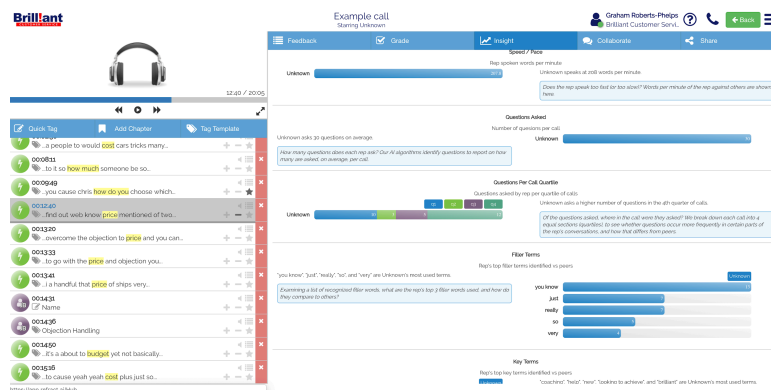 Brill!ant
CUSTOMER SERVICE
Example call
Starring Unknown
Graham Roberts-Phelps
Brilliant Customer Servi..
Back
Feedback
Grade
Insight
Collaborate
Share
12:40 / 20:05
Quick Tag
Add Chapter
Tag Template
...a people to would cost cars tricks many...
00:08:11
...to it so how much someone be so...
00:09:49
...you cause chris how do you choose which...
00:12:40
...find out web know price mentioned of two...
00:13:20
...overcome the objection to price and you can...
00:13:33
...to go with the price and objection you...
00:13:41
...i a handful that price of ships very...
00:14:31
Name
00:14:36
Objection Handling
00:14:50
...it's a about to budget yet not basically...
00:15:16
...to cause yeah yeah cost plus just so...
Speed / Pace
Rep spoken words per minute
Unknown
Unknown speaks at 208 words per minute.
Does the rep speak too fast (or too slow)? Words per minute of the rep against others are shown
here.
Questions Asked
Number of questions per call
Unknown asks 30 questions on average.
Unknown
30
How many questions does each rep ask? Our AI algorithms identify questions to report on how
many are asked, on average, per call.
Questions Per Call Quartile
Questions asked by rep per quartile of calls
Q1
Q2
Q3
Q4
Unknown
Unknown asks a higher number of questions in the 4th quarter of calls.
Of the questions asked, where in the call were they asked? We break down each call into 4
equal sections (quartiles), to see whether questions occur more frequently in certain parts of
the rep's conversations, and how that differs from peers.
Filler Terms
Rep's top filler terms identified vs peers
"you know", "just", "really", "so", and "very" are Unknown's most used terms.
Unknown
Examining a list of recognized filler words, what are the rep's top 3 filler words used, and how do
they compare to others?
you know
just
really
so
very
Key Terms
Rep's top key terms identified vs peers
Unknown
"coaching", "help", "new", "looking to achieve", and "brilliant" are Unknown's most used terms.